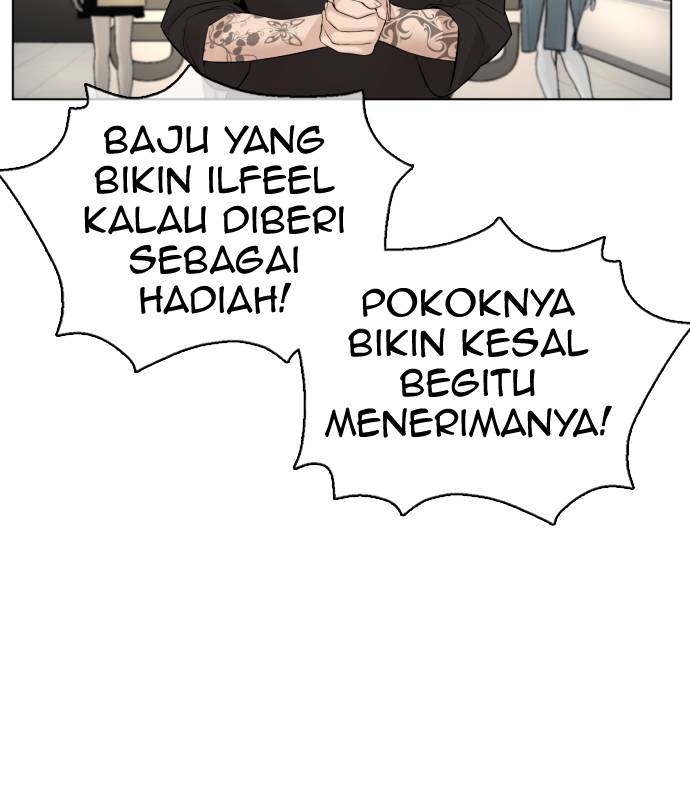 BAJU YANG
BIKIN ILFEEL
KALAU DIBERI
SEBAGAI
HADIAH!
POKOKNYA
BIKIN KESAL
BEGITU
MENERIMANYA!